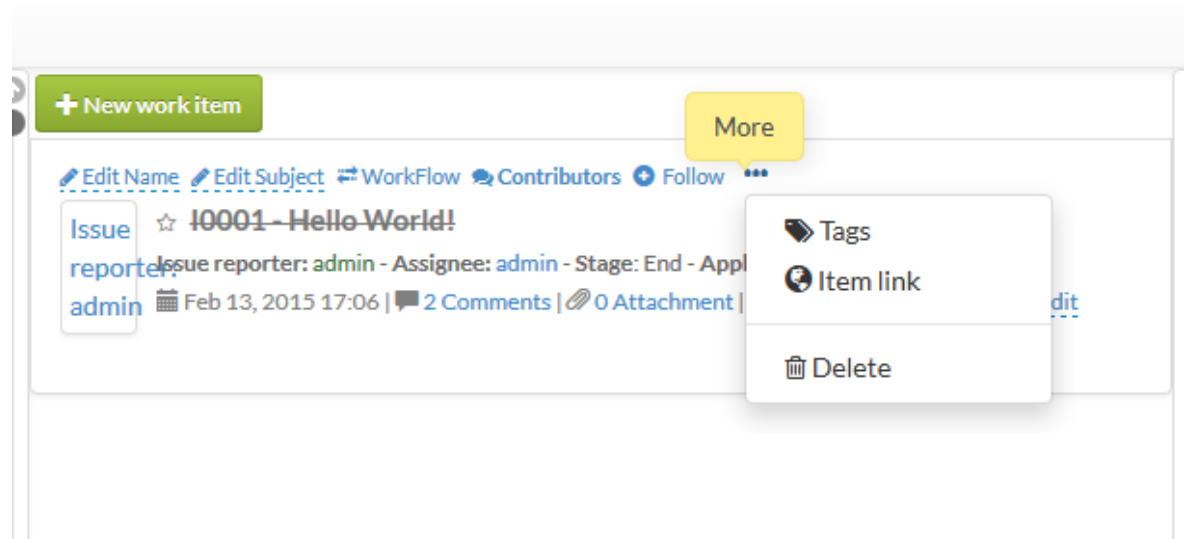 New work item
More
Edit Name Edit Subject WorkFlow Contributors Follow
Issue reporter: admin
I0001 - Hello World!
Issue reporter: admin - Assignee: admin - Stage: End - Appl
Feb 13, 2015 17:06 | 2 Comments | 0 Attachment | dit
Tags
Item link
Delete